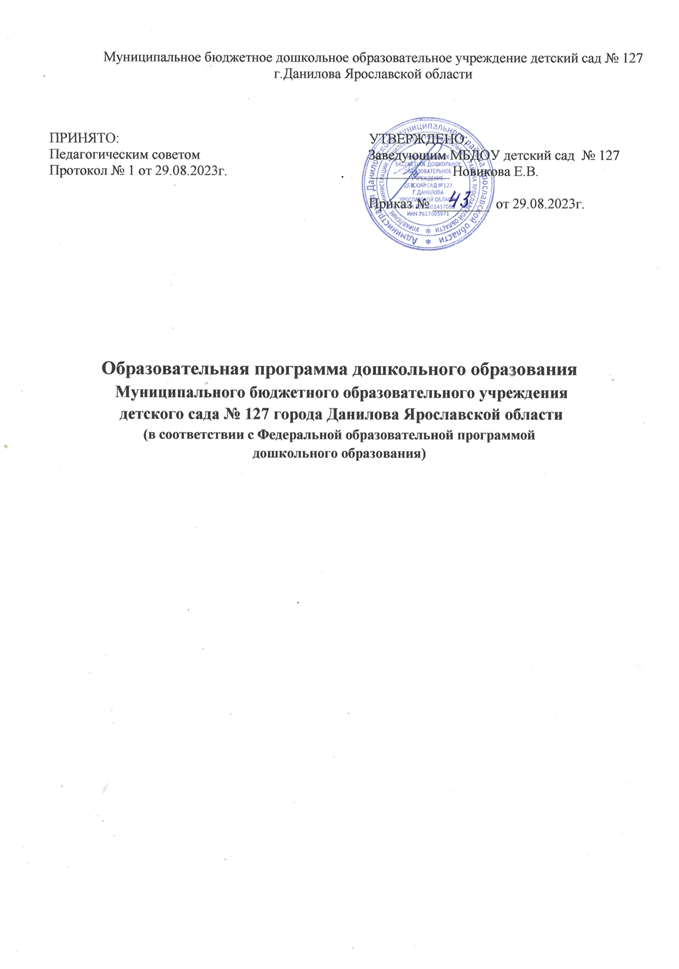 Муниципальное бюджетное дошкольное образовательное учреждение детский сад № 127
г.Данилова Ярославской области
ПРИНЯТО:
Педагогическим советом
Протокол № 1 от 29.08.2023г.
УТВЕРЖДЕНО:
Заведующим МБДОУ детский сад № 127
Новикова Е.В.
Приказ № 43 от 29.08.2023г.
Образовательная программа дошкольного образования
Муниципального бюджетного образовательного учреждения
детского сада № 127 города Данилова Ярославской области
(в соответствии с Федеральной образовательной программой
дошкольного образования)